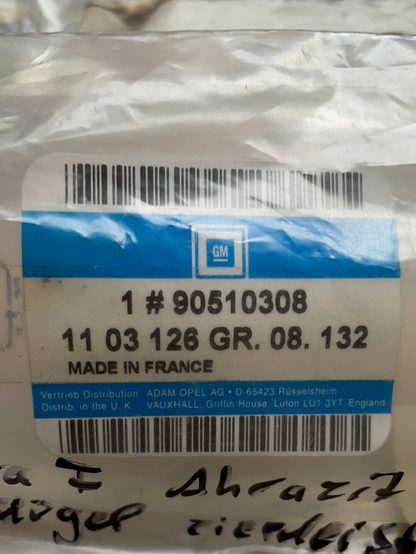 GM
1 # 90510308
11 03 126 GR. 08. 132
MADE IN FRANCE
Vertrieb/Distribution ADAM OPEL AG • D-65423 Rüsselsheim
Distrib. in the U. K. VAUXHALL, Griffin House, Luton LU1 3YT England